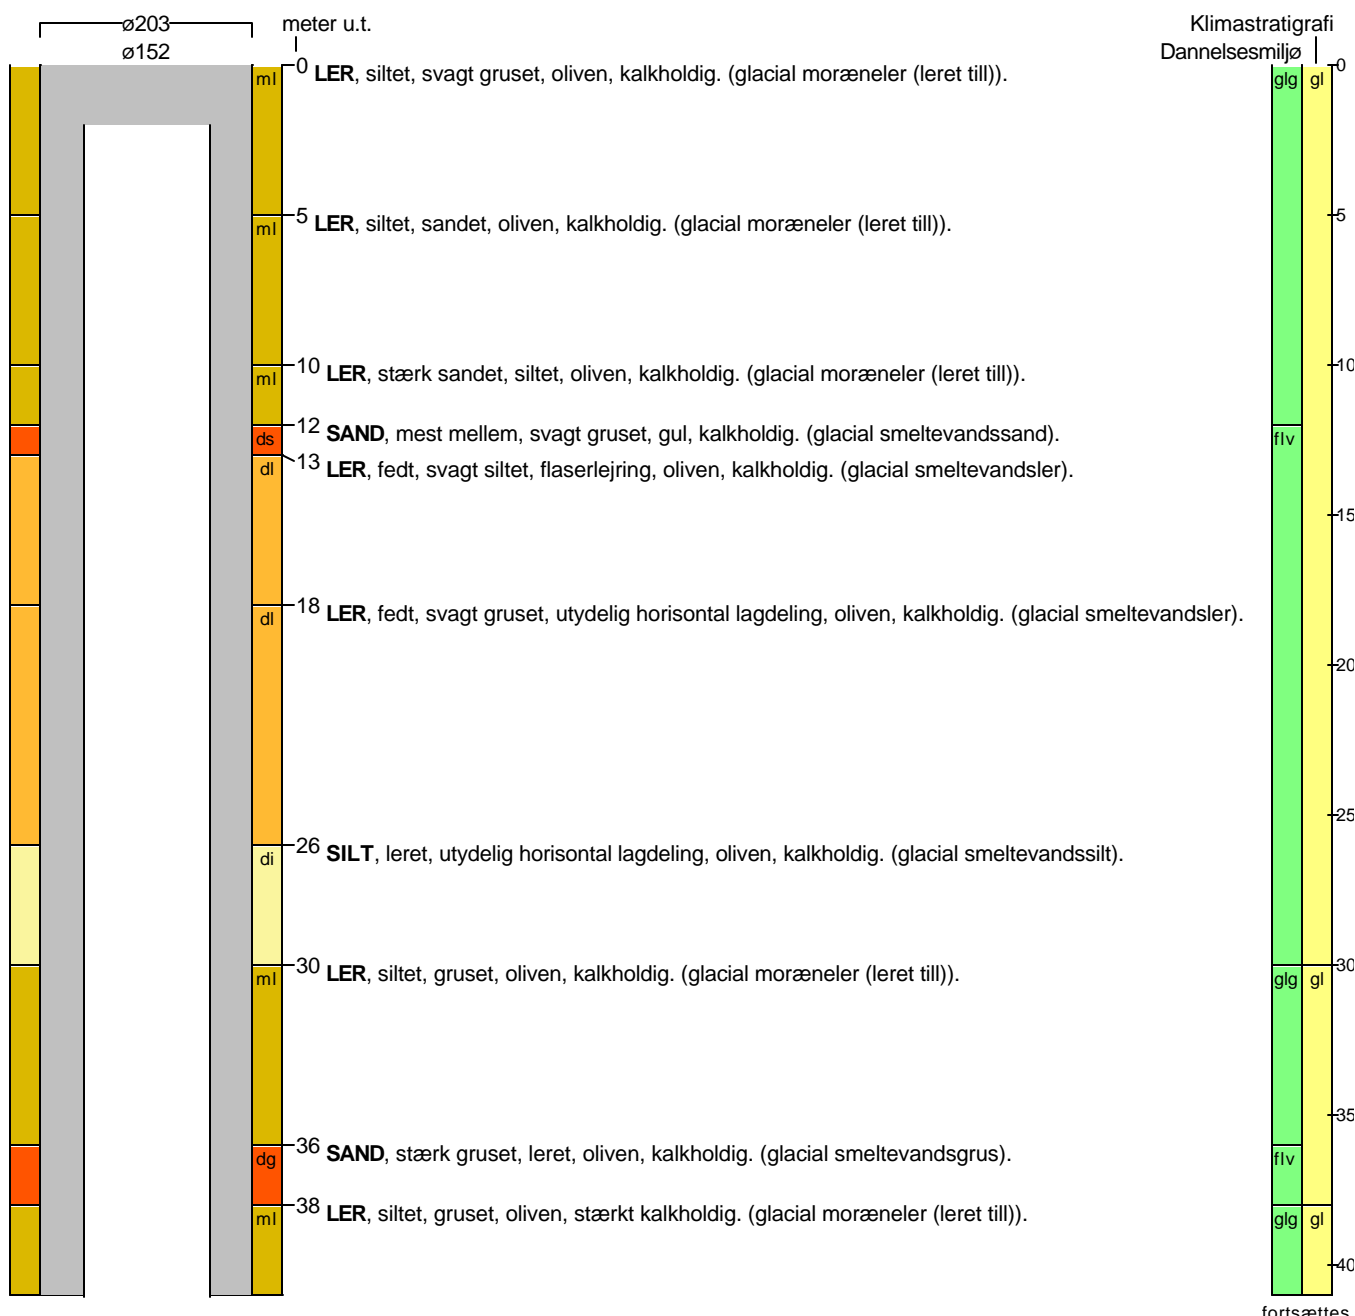 ø203 meter u.t. Klimastratigrafi
ø152 Dannelsesmiljø
ml 0 LER, siltet, svagt gruset, oliven, kalkholdig. (glacial moræneler (leret till)). glg gl 0
ml 5 LER, siltet, sandet, oliven, kalkholdig. (glacial moræneler (leret till)). 5
ml 10 LER, stærk sandet, siltet, oliven, kalkholdig. (glacial moræneler (leret till)). 10
ds 12 SAND, mest mellem, svagt gruset, gul, kalkholdig. (glacial smeltevandssand). flv
dl 13 LER, fedt, svagt siltet, flaserlejring, oliven, kalkholdig. (glacial smeltevandsler).
15
dl 18 LER, fedt, svagt gruset, utydelig horisontal lagdeling, oliven, kalkholdig. (glacial smeltevandsler).
20
25
di 26 SILT, leret, utydelig horisontal lagdeling, oliven, kalkholdig. (glacial smeltevandssilt).
ml 30 LER, siltet, gruset, oliven, kalkholdig. (glacial moræneler (leret till)). glg gl 30
35
dg 36 SAND, stærk gruset, leret, oliven, kalkholdig. (glacial smeltevandsgrus). flv
ml 38 LER, siltet, gruset, oliven, stærkt kalkholdig. (glacial moræneler (leret till)). glg gl
40
fortsættes